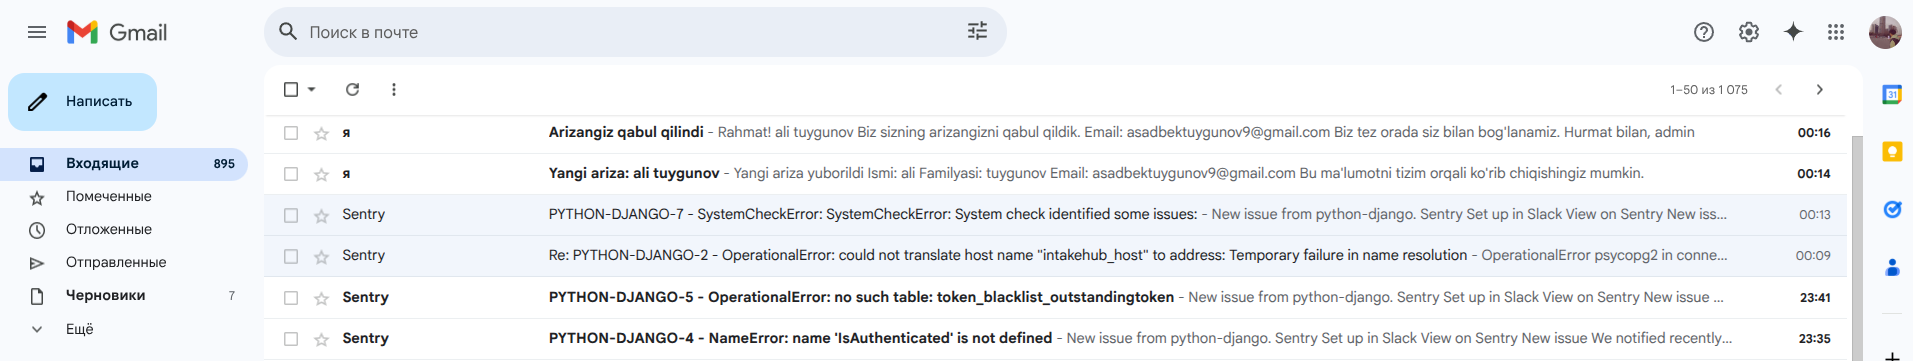 Gmail
Поиск в почте
Написать
1–50 из 1 075
Входящие 895
Помеченные
Отложенные
Отправленные
Черновики 7
Ещё
я Arizangiz qabul qilindi - Rahmat! ali tuygunov Biz sizning arizangizni qabul qildik. Email: asadbektuygunov9@gmail.com Biz tez orada siz bilan bog'lanamiz. Hurmat bilan, admin 00:16
я Yangi ariza: ali tuygunov - Yangi ariza yuborildi Ismi: ali Familyasi: tuygunov Email: asadbektuygunov9@gmail.com Bu ma'lumotni tizim orqali ko'rib chiqishingiz mumkin. 00:14
Sentry PYTHON-DJANGO-7 - SystemCheckError: SystemCheckError: System check identified some issues: - New issue from python-django. Sentry Set up in Slack View on Sentry New iss... 00:13
Sentry Re: PYTHON-DJANGO-2 - OperationalError: could not translate host name "intakehub_host" to address: Temporary failure in name resolution - OperationalError psycopg2 in conne... 00:09
Sentry PYTHON-DJANGO-5 - OperationalError: no such table: token_blacklist_outstandingtoken - New issue from python-django. Sentry Set up in Slack View on Sentry New issue ... 23:41
Sentry PYTHON-DJANGO-4 - NameError: name 'IsAuthenticated' is not defined - New issue from python-django. Sentry Set up in Slack View on Sentry New issue We notified recently... 23:35
31